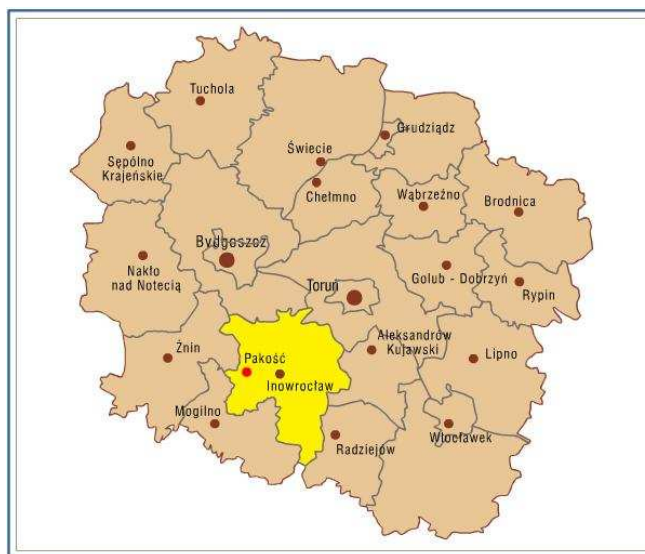 Tuchola
Grudziądz
Świecie
Sępólno
Krajeńskie
Chełmno
Wąbrzeźno
Brodnica
Bydgoszcz
Nakło
nad Notecią
Toruń
Golub - Dobrzyń
Rypin
Żnin
Aleksandrów
Kujawski
Lipno
Pakość
Inowrocław
Mogilno
Włocławek
Radziejów